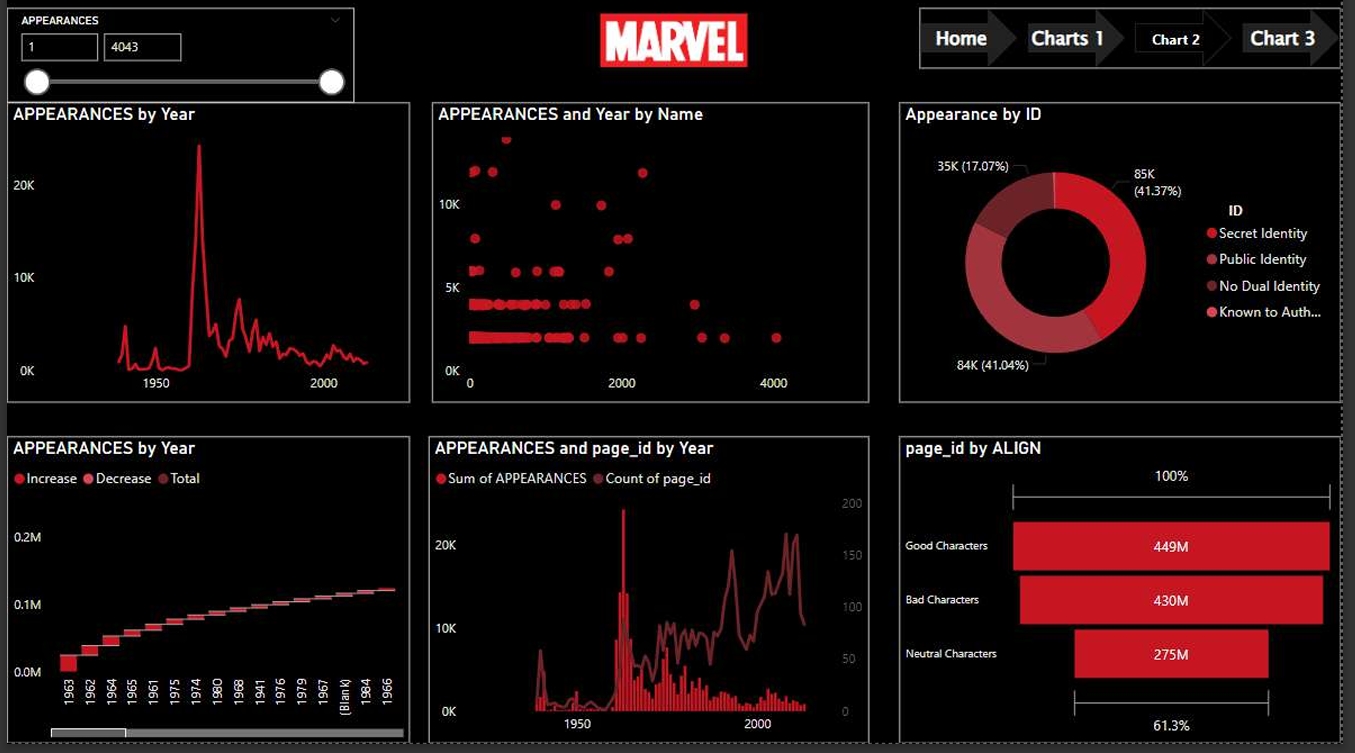 APPEARANCES
1
4043
MARVEL
Home
Charts 1
Chart 2
Chart 3
APPEARANCES by Year
20K
10K
0K
1950
2000
APPEARANCES and Year by Name
10K
5K
0K
0
2000
4000
Appearance by ID
35K (17.07%)
85K
(41.37%)
84K (41.04%)
ID
Secret Identity
Public Identity
No Dual Identity
Known to Auth...
APPEARANCES by Year
Increase
Decrease
Total
0.2M
0.1M
0.0M
1963
1962
1964
1965
1961
1975
1974
1980
1968
1941
1976
1979
1967
(Blank)
1984
1966
APPEARANCES and page_id by Year
Sum of APPEARANCES
Count of page_id
20K
10K
0K
200
150
100
50
0
1950
2000
page_id by ALIGN
100%
Good Characters
449M
Bad Characters
430M
Neutral Characters
275M
61.3%